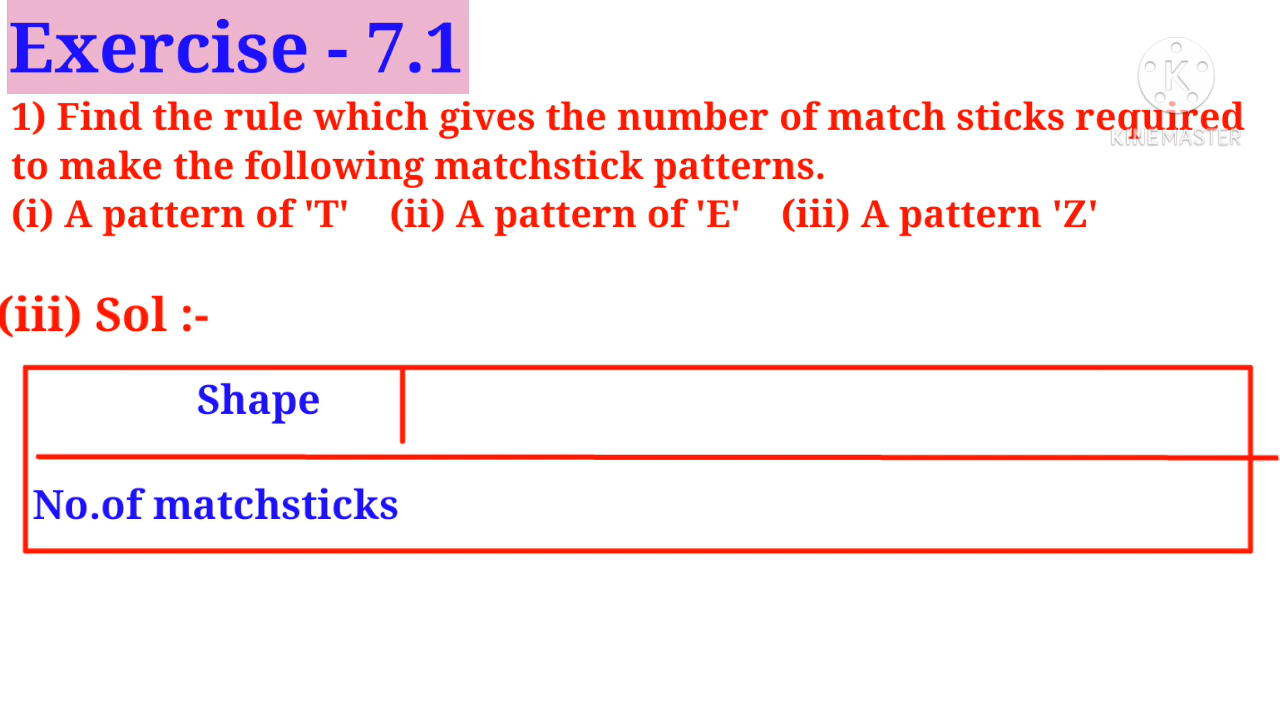 Exercise - 7.1
1) Find the rule which gives the number of match sticks required
to make the following matchstick patterns.
(i) A pattern of 'T' (ii) A pattern of 'E' (iii) A pattern 'Z'
(iii) Sol :-
Shape
No.of matchsticks
K
KINEMASTER